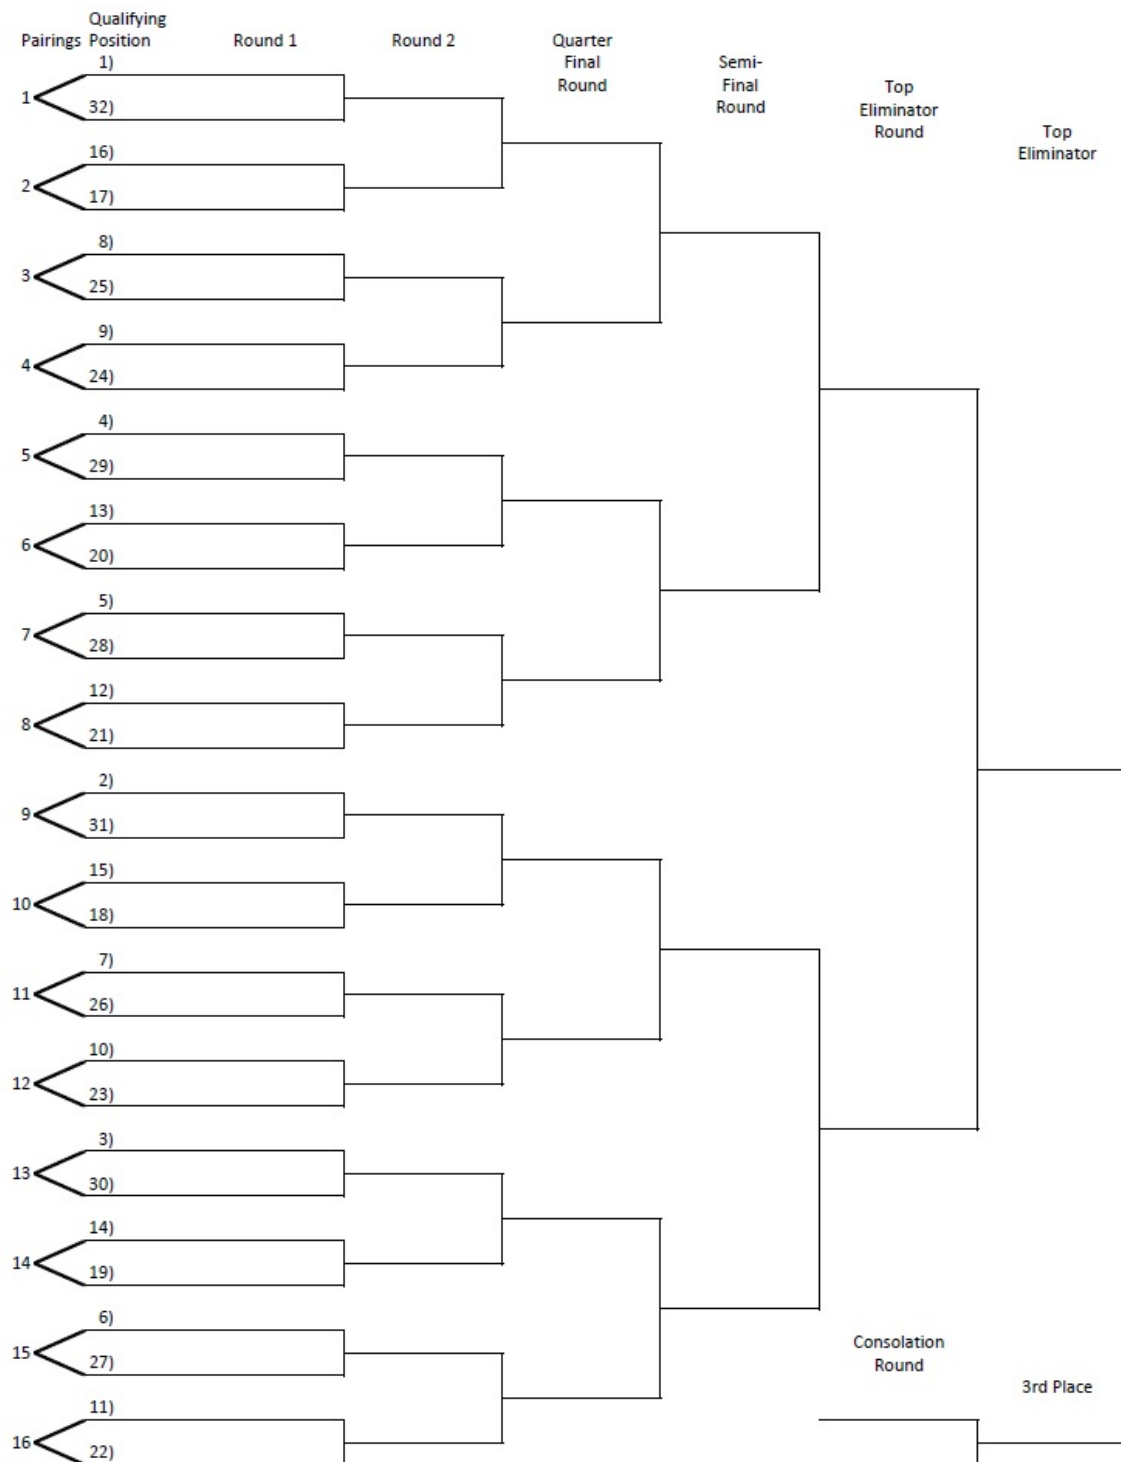 Pairings Qualifying Position
Round 1
Round 2
Quarter
Final
Round
Semi-
Final
Round
Top
Eliminator
Round
Top
Eliminator
1
1)
32)
2
16)
17)
3
8)
25)
4
9)
24)
5
4)
29)
6
13)
20)
7
5)
28)
8
12)
21)
9
2)
31)
10
15)
18)
11
7)
26)
12
10)
23)
13
3)
30)
14
14)
19)
15
6)
27)
16
11)
22)
Consolation
Round
3rd Place